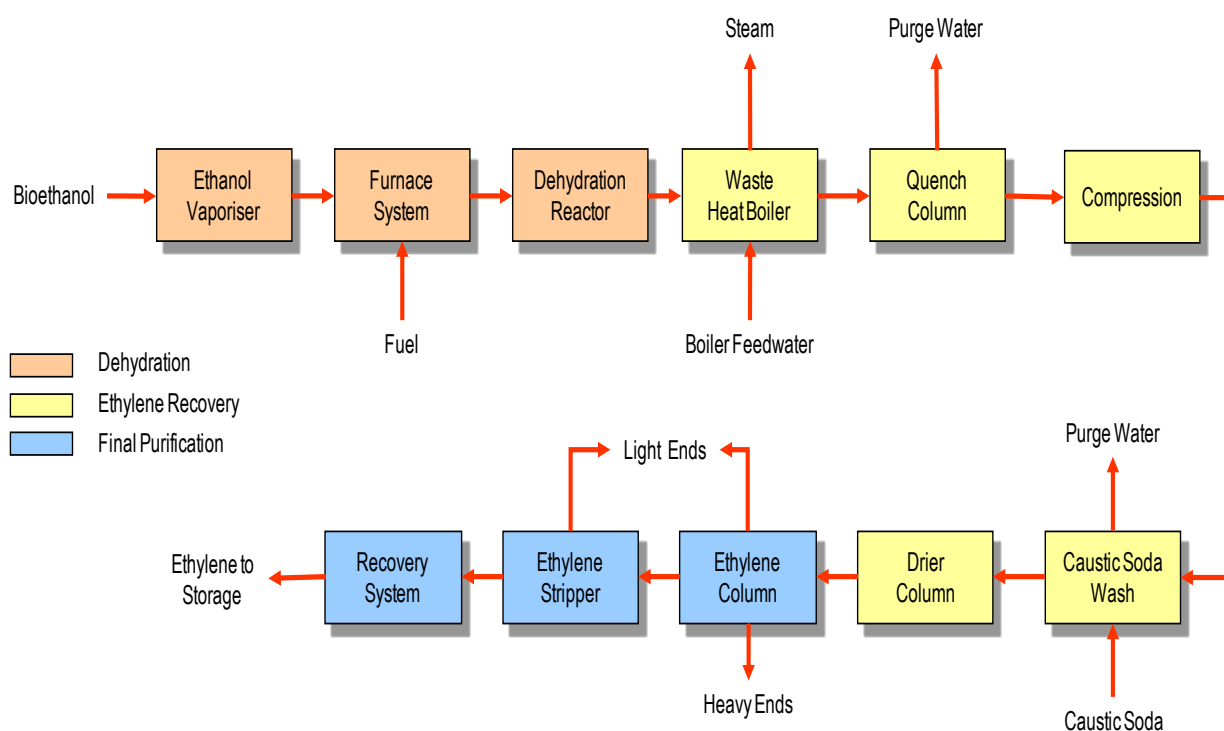 Steam
Purge Water
Bioethanol
Ethanol
Vaporiser
Furnace
System
Dehydration
Reactor
Waste
Heat Boiler
Quench
Column
Compression
Fuel
Boiler Feedwater
Dehydration
Ethylene Recovery
Final Purification
Light Ends
Purge Water
Ethylene to
Storage
Recovery
System
Ethylene
Stripper
Ethylene
Column
Drier
Column
Caustic Soda
Wash
Heavy Ends
Caustic Soda